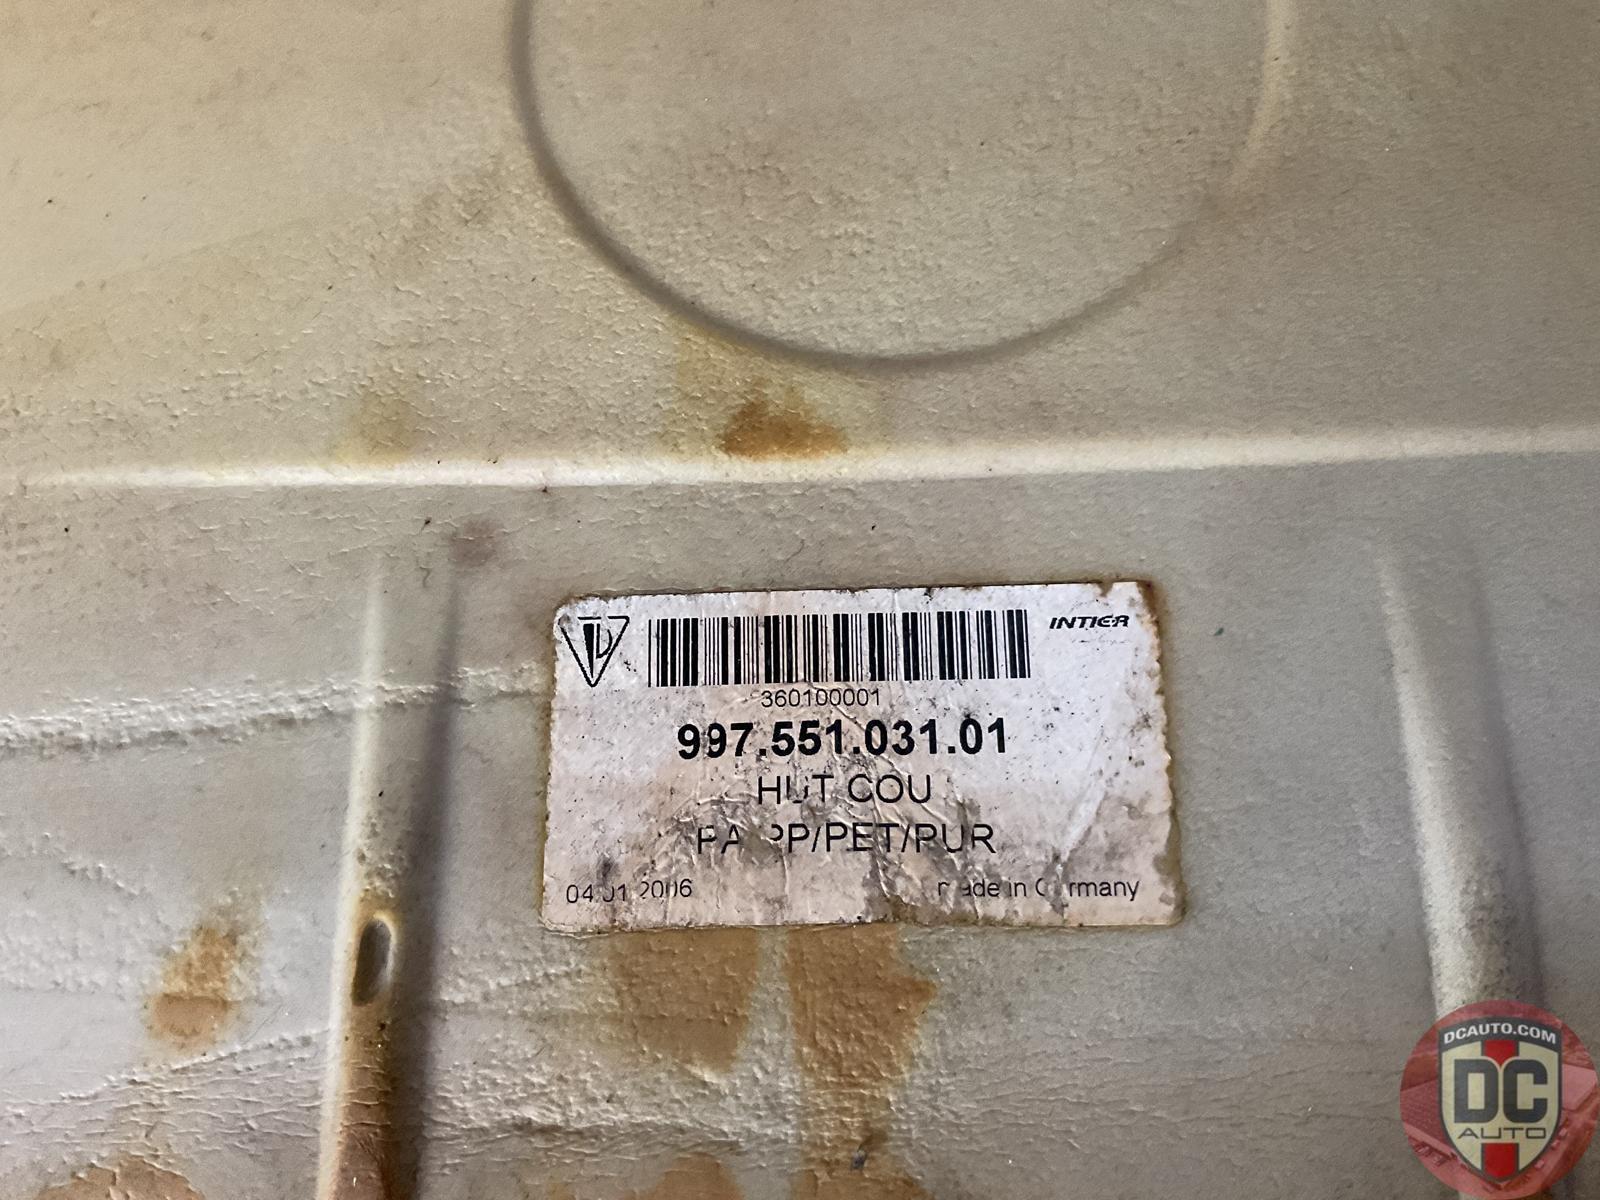 INTIER
360100001
997.551.031.01
HUT COU
PP/PET/PUR
04.01.2006
made in Germany
DCAUTO.COM
DC
AUTO